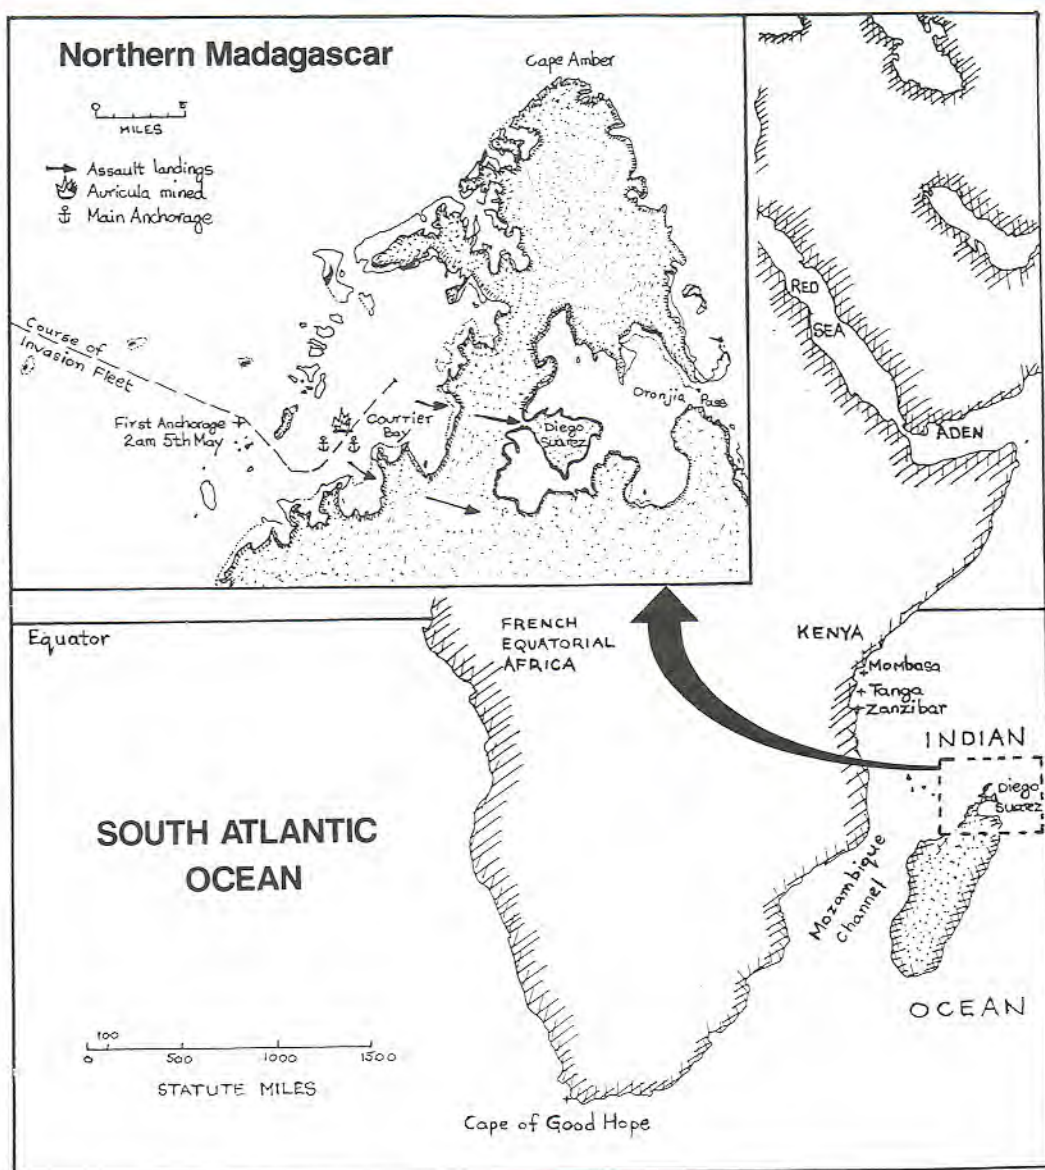 Northern Madagascar
Cape Amber
MILES
Assault landings
Auricula mined
Main Anchorage
Course of
Invasion Fleet
First Anchorage
2am 5th May
Courrier
Bay
Diego
Suarez
Oronjia Pass
RED
SEA
ADEN
Equator
FRENCH
EQUATORIAL
AFRICA
KENYA
Mombasa
Tanga
Zanzibar
INDIAN
Diego
Suarez
SOUTH ATLANTIC
OCEAN
Mozambique
Channel
OCEAN
100
0 500 1000 1500
STATUTE MILES
Cape of Good Hope